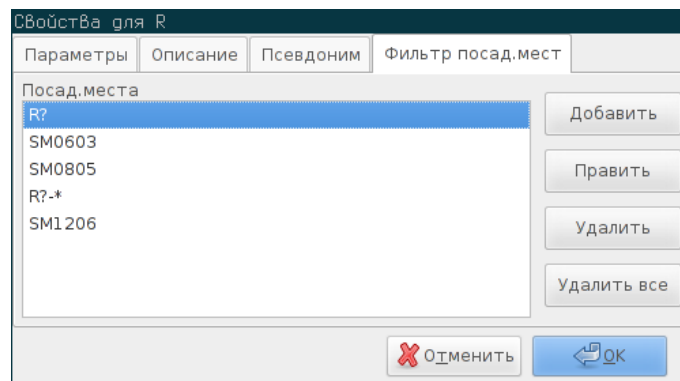 Свойства для R
Параметры Описание Псевдоним Фильтр посад.мест
Посад.места
R?
SM0603
SM0805
R?-*
SM1206
Добавить
Править
Удалить
Удалить все
Отменить OK